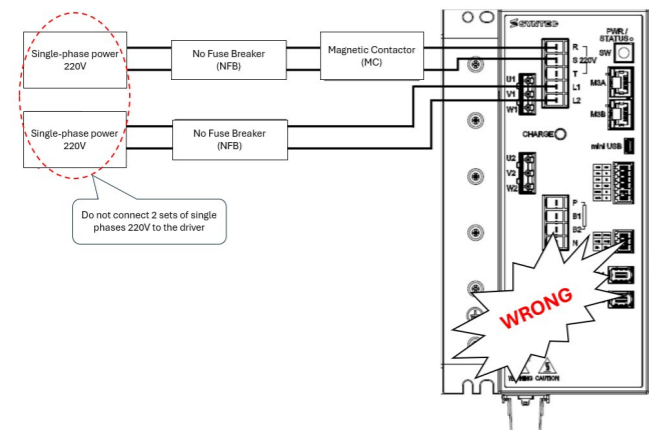 SYNTEC
PWR /
STATUS
SW
Single-phase power
220V
No Fuse Breaker
(NFB)
Magnetic Contactor
(MC)
R
S 220V
T
L1
L2
U1
V1
W1
M3A
M3B
CHARGE
mini USB
Single-phase power
220V
No Fuse Breaker
(NFB)
U2
V2
W2
Do not connect 2 sets of single
phases 220V to the driver
P
B1
B2
N
WRONG
CAUTION